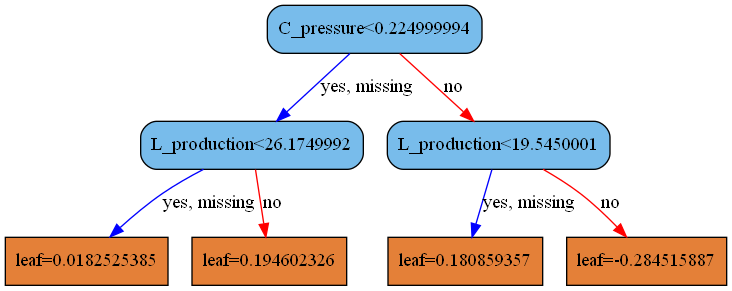 C_pressure<0.224999994
yes, missing
no
L_production<26.1749992
L_production<19.5450001
yes, missing
no
yes, missing
no
leaf=0.0182525385
leaf=0.194602326
leaf=0.180859357
leaf=-0.284515887